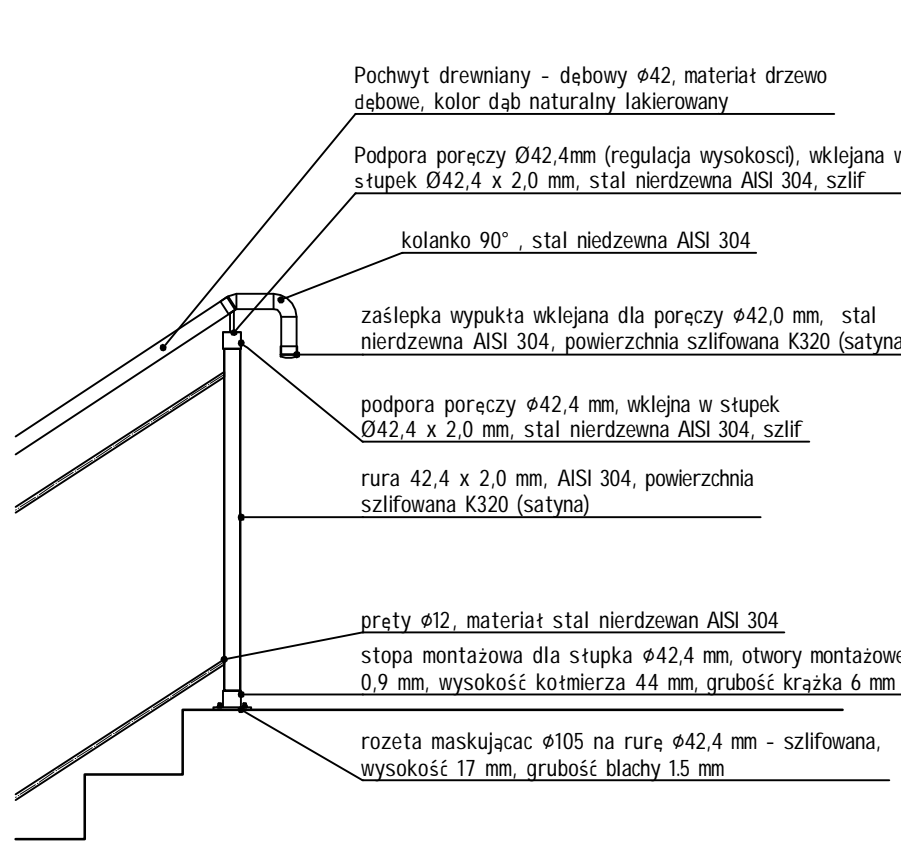 Pochwyt drewniany - dębowy ϕ42, materiał drzewo
dębowe, kolor dąb naturalny lakierowany
Podpora poręczy Ø42,4mm (regulacja wysokosci), wklejana w
słupek Ø42,4 x 2,0 mm, stal nierdzewna AISI 304, szlif
kolanko 90° , stal niedzewna AISI 304
zaślepka wypukła wklejana dla poręczy ϕ42,0 mm, stal
nierdzewna AISI 304, powierzchnia szlifowana K320 (satyna
podpora poręczy ϕ42,4 mm, wklejna w słupek
Ø42,4 x 2,0 mm, stal nierdzewna AISI 304, szlif
rura 42,4 x 2,0 mm, AISI 304, powierzchnia
szlifowana K320 (satyna)
pręty ϕ12, materiał stal nierdzewan AISI 304
stopa montażowa dla słupka ϕ42,4 mm, otwory montażowe
0,9 mm, wysokość kołmierza 44 mm, grubość krążka 6 mm
rozeta maskującac ϕ105 na rurę ϕ42,4 mm - szlifowana,
wysokość 17 mm, grubość blachy 1.5 mm